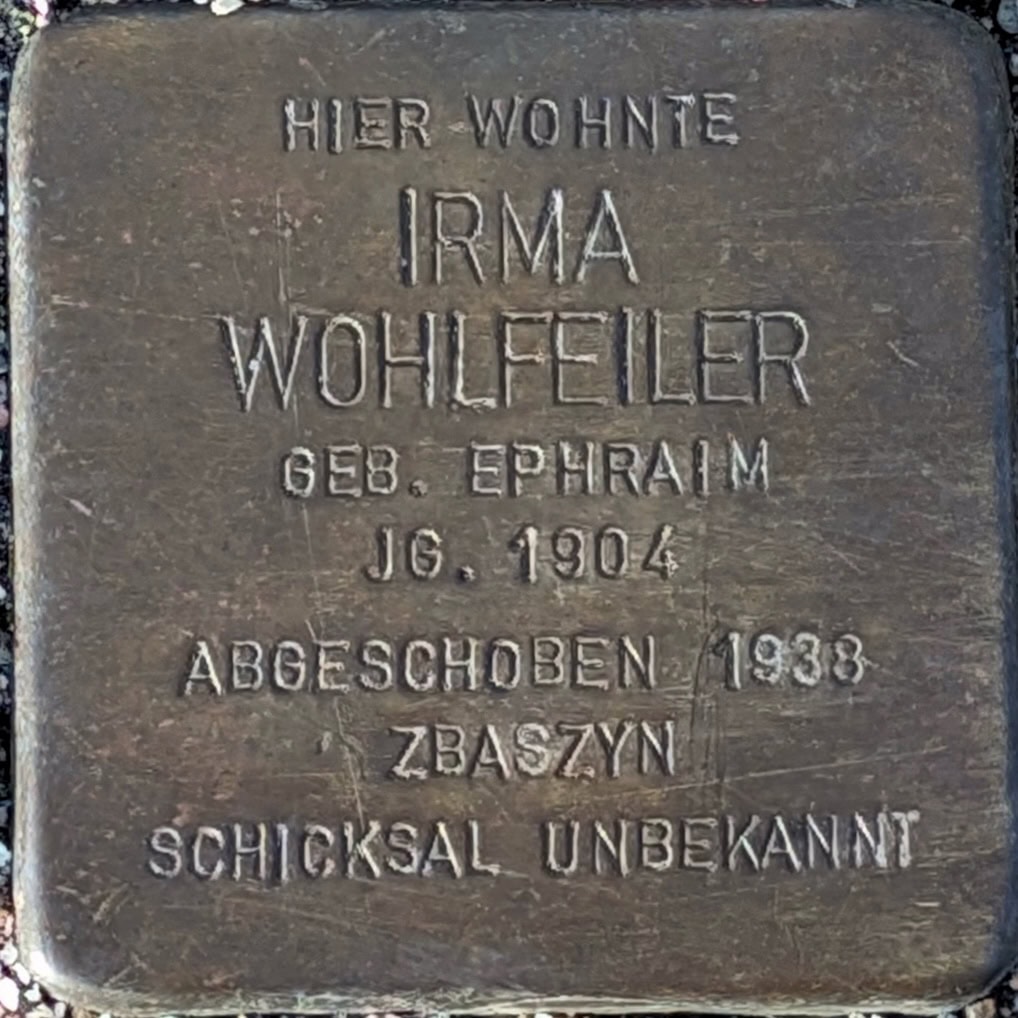 HIER WOHNTE
IRMA
WOHLFEILER
GEB. EPHRAIM
JG. 1904
ABGESCHOBEN 1938
ZBASZYN
SCHICKSAL UNBEKANNT